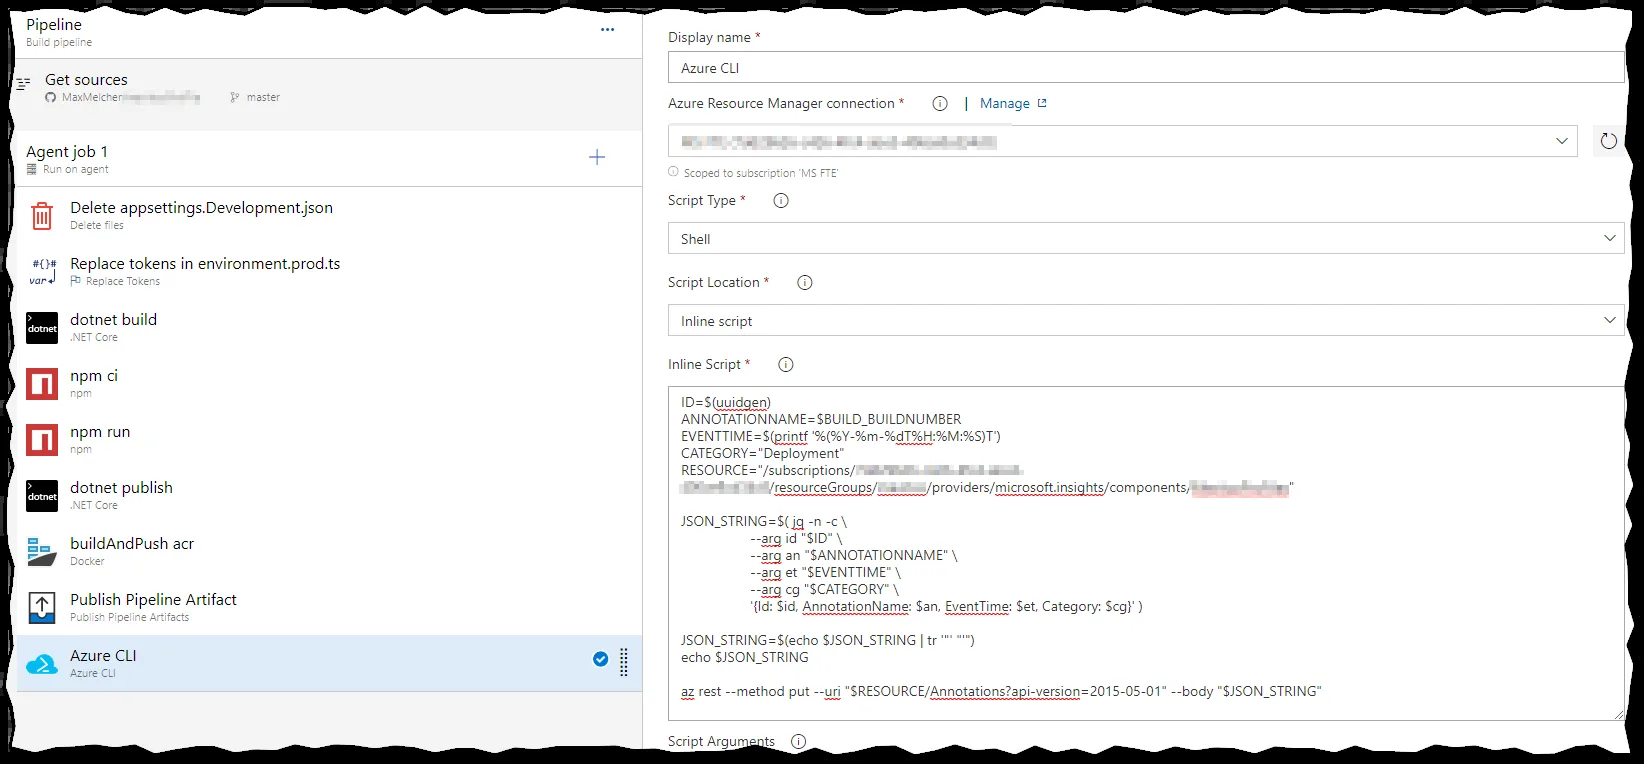 Pipeline
Build pipeline
...
Get sources
MaxMelcher
master
Agent job 1
Run on agent
Delete appsettings.Development.json
Delete files
#{}#
var
Replace tokens in environment.prod.ts
Replace Tokens
dotnet
dotnet build
.NET Core
npm ci
npm
npm run
npm
dotnet
dotnet publish
.NET Core
buildAndPush acr
Docker
Publish Pipeline Artifact
Publish Pipeline Artifacts
Azure CLI
Azure CLI
Display name *
Azure CLI
Azure Resource Manager connection * | Manage
Scoped to subscription 'MS FTE'
Script Type *
Shell
Script Location *
Inline script
Inline Script *
ID=$(uuidgen)
ANNOTATIONNAME=$BUILD_BUILDNUMBER
EVENTTIME=$(printf '%(%Y-%m-%dT%H:%M:%S)T')
CATEGORY="Deployment"
RESOURCE="/subscriptions/
/resourceGroups/ /providers/microsoft.insights/components/ "
JSON_STRING=$( jq -n -c \
--arg id "$ID" \
--arg an "$ANNOTATIONNAME" \
--arg et "$EVENTTIME" \
--arg cg "$CATEGORY" \
'{Id: $id, AnnotationName: $an, EventTime: $et, Category: $cg}' )
JSON_STRING=$(echo $JSON_STRING | tr '"' "'")
echo $JSON_STRING
az rest --method put --uri "$RESOURCE/Annotations?api-version=2015-05-01" --body "$JSON_STRING"
Script Arguments